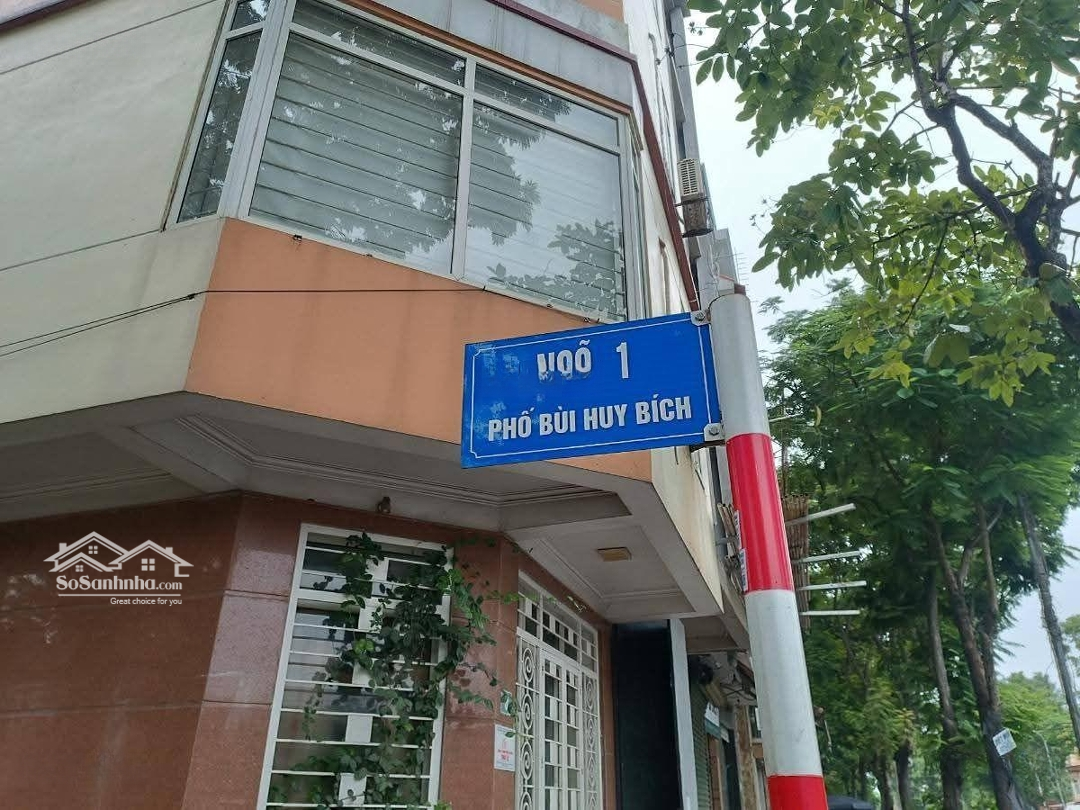 NGÕ 1
PHỐ BÙI HUY BÍCH
SoSanhnha.com
Great choice for you